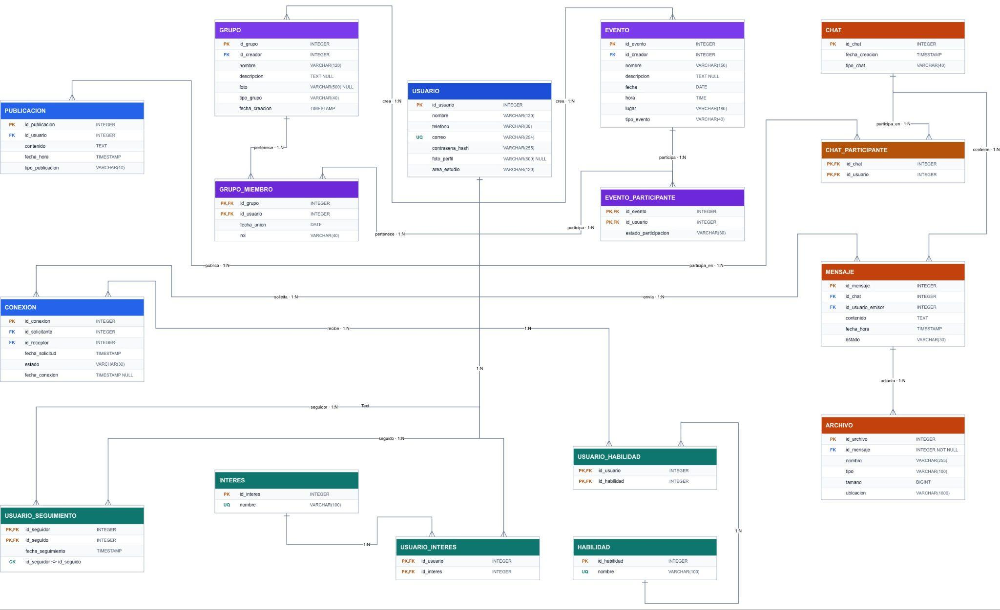 GRUPO
PK id_grupo INTEGER
FK id_creador INTEGER
nombre VARCHAR(120)
descripcion TEXT NULL
foto VARCHAR(500) NULL
tipo_grupo VARCHAR(40)
fecha_creacion TIMESTAMP
EVENTO
PK id_evento INTEGER
FK id_creador INTEGER
nombre VARCHAR(150)
descripcion TEXT NULL
fecha DATE
hora TIME
lugar VARCHAR(180)
tipo_evento VARCHAR(40)
CHAT
PK id_chat INTEGER
fecha_creacion TIMESTAMP
tipo_chat VARCHAR(40)
USUARIO
PK id_usuario INTEGER
nombre VARCHAR(120)
telefono VARCHAR(30)
UQ correo VARCHAR(254)
contrasena_hash VARCHAR(255)
foto_perfil VARCHAR(500) NULL
area_estudio VARCHAR(120)
crea · 1:N
crea · 1:N
PUBLICACION
PK id_publicacion INTEGER
FK id_usuario INTEGER
contenido TEXT
fecha_hora TIMESTAMP
tipo_publicacion VARCHAR(40)
participa_en · 1:N
contiene · 1:N
pertenece · 1:N
participa · 1:N
CHAT_PARTICIPANTE
PK,FK id_chat INTEGER
PK,FK id_usuario INTEGER
GRUPO_MIEMBRO
PK,FK id_grupo INTEGER
PK,FK id_usuario INTEGER
fecha_union DATE
rol VARCHAR(40)
EVENTO_PARTICIPANTE
PK,FK id_evento INTEGER
PK,FK id_usuario INTEGER
estado_participacion VARCHAR(30)
participa · 1:N
pertenece · 1:N
publica · 1:N
participa_en · 1:N
MENSAJE
PK id_mensaje INTEGER
FK id_chat INTEGER
FK id_usuario_emisor INTEGER
contenido TEXT
fecha_hora TIMESTAMP
estado VARCHAR(30)
solicita · 1:N
envía · 1:N
CONEXION
PK id_conexion INTEGER
FK id_solicitante INTEGER
FK id_receptor INTEGER
fecha_solicitud TIMESTAMP
estado VARCHAR(30)
fecha_conexion TIMESTAMP NULL
recibe · 1:N
1:N
1:N
adjunta · 1:N
seguidor · 1:N
Text
seguido · 1:N
ARCHIVO
PK id_archivo INTEGER
FK id_mensaje INTEGER NOT NULL
nombre VARCHAR(255)
tipo VARCHAR(100)
tamano BIGINT
ubicacion VARCHAR(1000)
USUARIO_HABILIDAD
PK,FK id_usuario INTEGER
PK,FK id_habilidad INTEGER
INTERES
PK id_interes INTEGER
UQ nombre VARCHAR(100)
USUARIO_SEGUIMIENTO
PK,FK id_seguidor INTEGER
PK,FK id_seguido INTEGER
fecha_seguimiento TIMESTAMP
CK id_seguidor <> id_seguido
1:N
1:N
USUARIO_INTERES
PK,FK id_usuario INTEGER
PK,FK id_interes INTEGER
HABILIDAD
PK id_habilidad INTEGER
UQ nombre VARCHAR(100)